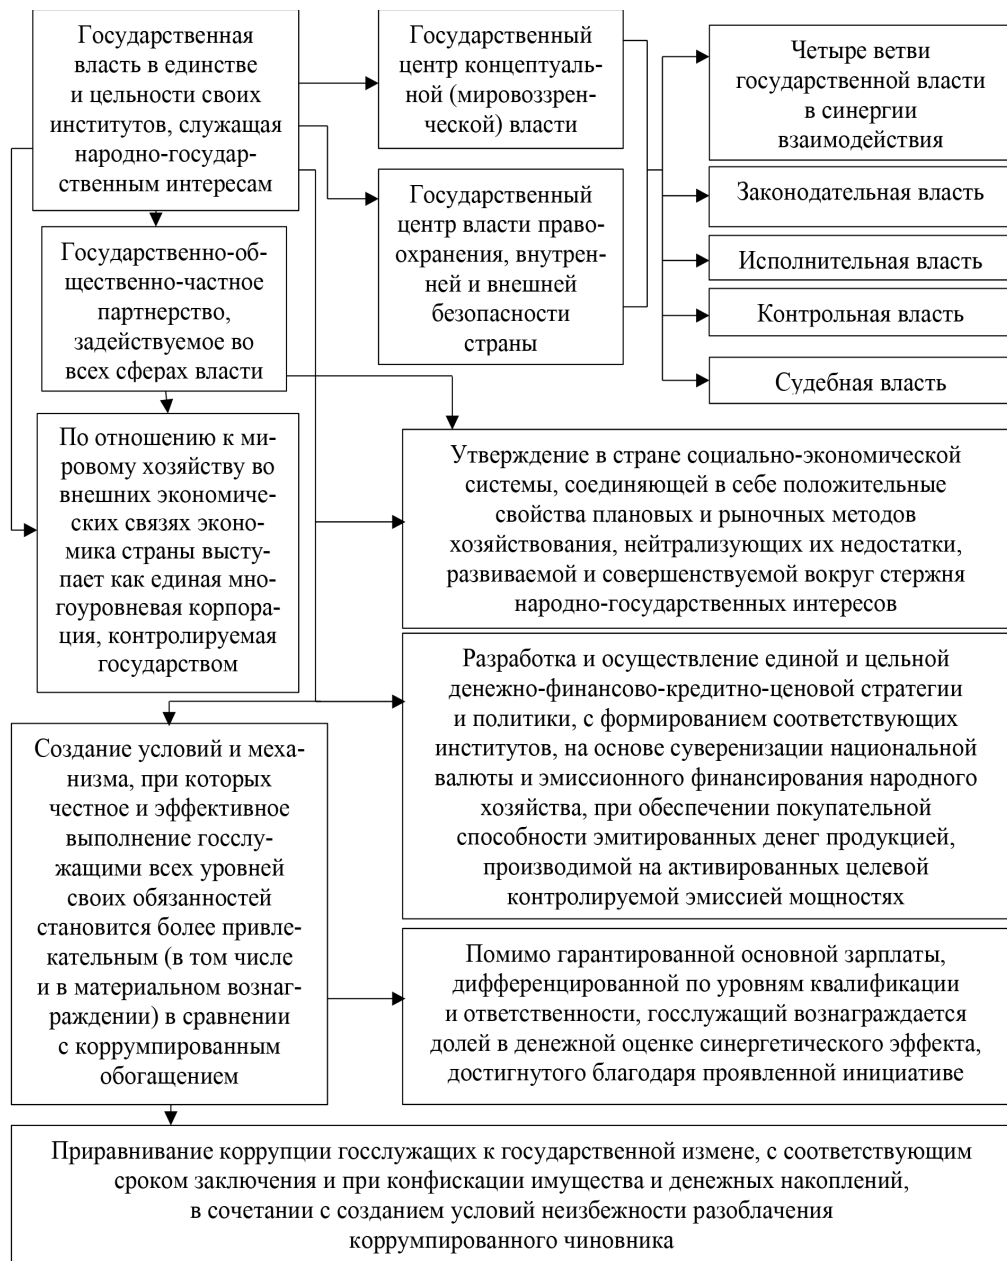 Государственная
власть в единстве
и цельности своих
институтов, служащая
народно-государ-
ственным интересам
Государственный
центр концептуаль-
ной (мировоззрен-
ческой) власти
Четыре ветви
государственной власти
в синергии
взаимодействия
Государственный
центр власти право-
охранения, внутрен-
ней и внешней
безопасности
страны
Законодательная власть
Исполнительная власть
Контрольная власть
Судебная власть
Государственно-об-
щественно-частное
партнерство,
задействуемое во
всех сферах власти
По отношению к ми-
ровому хозяйству во
внешних экономиче-
ских связях эконо-
мика страны высту-
пает как единая мно-
гоуровневая корпора-
ция, контролируемая
государством
Утверждение в стране социально-экономической
системы, соединяющей в себе положительные
свойства плановых и рыночных методов
хозяйствования, нейтрализующих их недостатки,
развиваемой и совершенствуемой вокруг стержня
народно-государственных интересов
Разработка и осуществление единой и цельной
денежно-финансово-кредитно-ценовой стратегии
и политики, с формированием соответствующих
институтов, на основе суверенизации национальной
валюты и эмиссионного финансирования народного
хозяйства, при обеспечении покупательной
способности эмитированных денег продукцией,
производимой на активированных целевой
контролируемой эмиссией мощностях
Создание условий и меха-
низма, при которых
честное и эффективное
выполнение госслу-
жащими всех уровней
своих обязанностей
становится более привле-
кательным (в том числе
и в материальном вознаг-
раждении) в сравнении
с коррумпированным
обогащением
Помимо гарантированной основной зарплаты,
дифференцированной по уровням квалификации
и ответственности, госслужащий вознаграждается
долей в денежной оценке синергетического эффекта,
достигнутого благодаря проявленной инициативе
Приравнивание коррупции госслужащих к государственной измене, с соответствующим
сроком заключения и при конфискации имущества и денежных накоплений,
в сочетании с созданием условий неизбежности разоблачения
коррумпированного чиновника